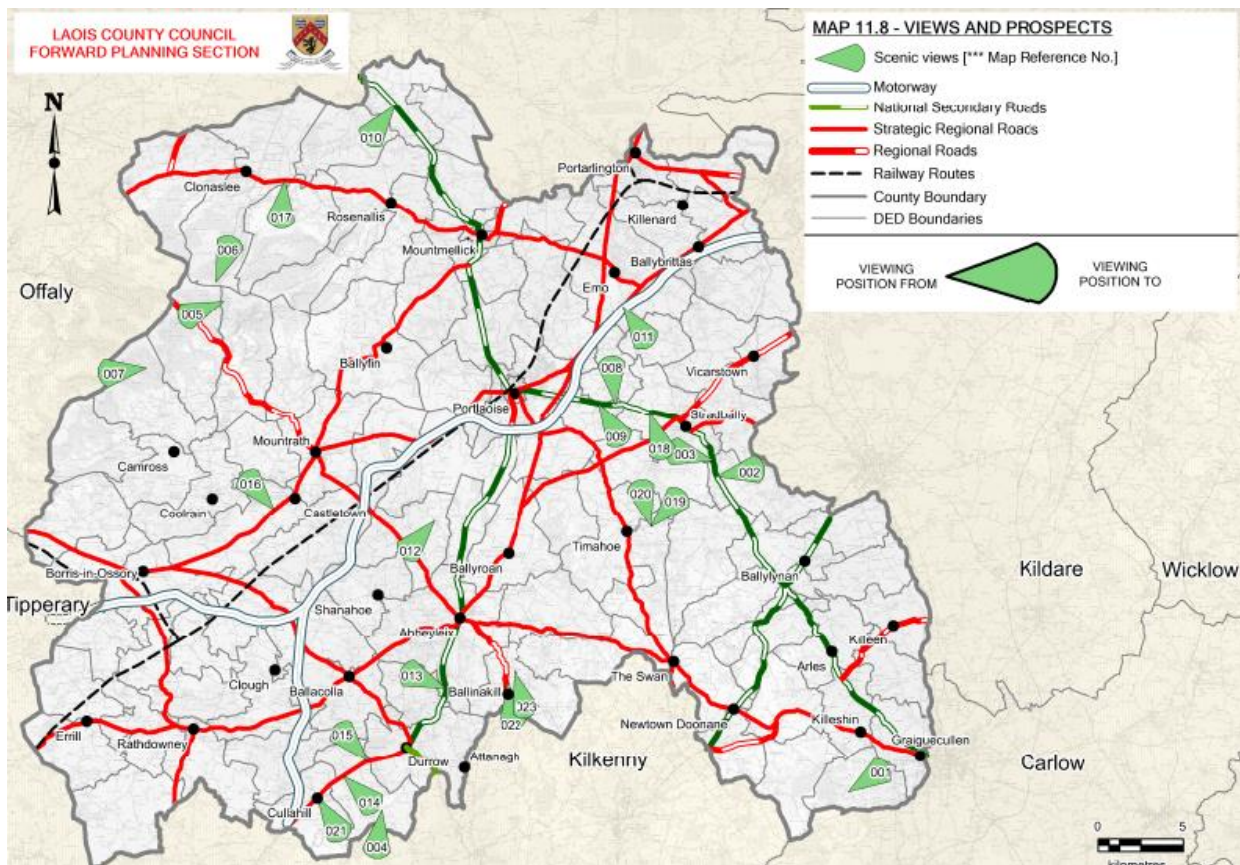 LAOIS COUNTY COUNCIL
FORWARD PLANNING SECTION
MAP 11.8 - VIEWS AND PROSPECTS
Scenic views [*** Map Reference No.]
Motorway
National Secondary Roads
Strategic Regional Roads
Regional Roads
Railway Routes
County Boundary
DED Boundaries
VIEWING
POSITION FROM
VIEWING
POSITION TO
N
010
Portarlington
Clonaslee
017
Rosenallis
Killenard
006
Mountmellick
Ballybrittas
Offaly
Emo
005
011
Ballyfin
Vicarstown
007
008
Portlaoise
Stradbally
009
018
003
Mountrath
002
Camross
016
020
019
Coolrain
Castletown
Timahoe
012
Ballyroan
Borris-in-Ossory
Ballylynan
Kildare
Wicklow
Tipperary
Shanahoe
Abbeyleix
Killeen
Arles
Clough
Ballacolla
013
Ballinakill
The Swan
023
022
Newtown Doonane
Killeshin
Errill
Rathdowney
015
Graiguecullen
Durrow
Attanagh
Kilkenny
Carlow
001
014
Cullahill
021
004
0
5
kilometres